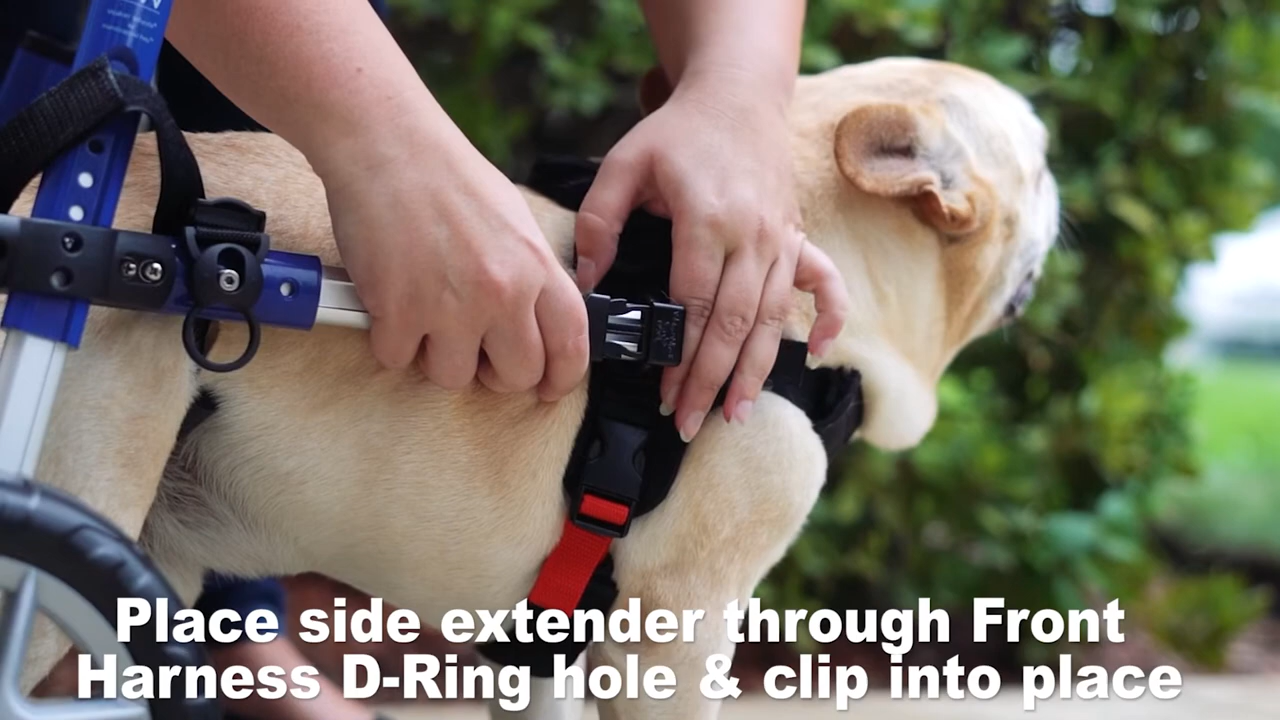 Place side extender through Front
Harness D-Ring hole & clip into place